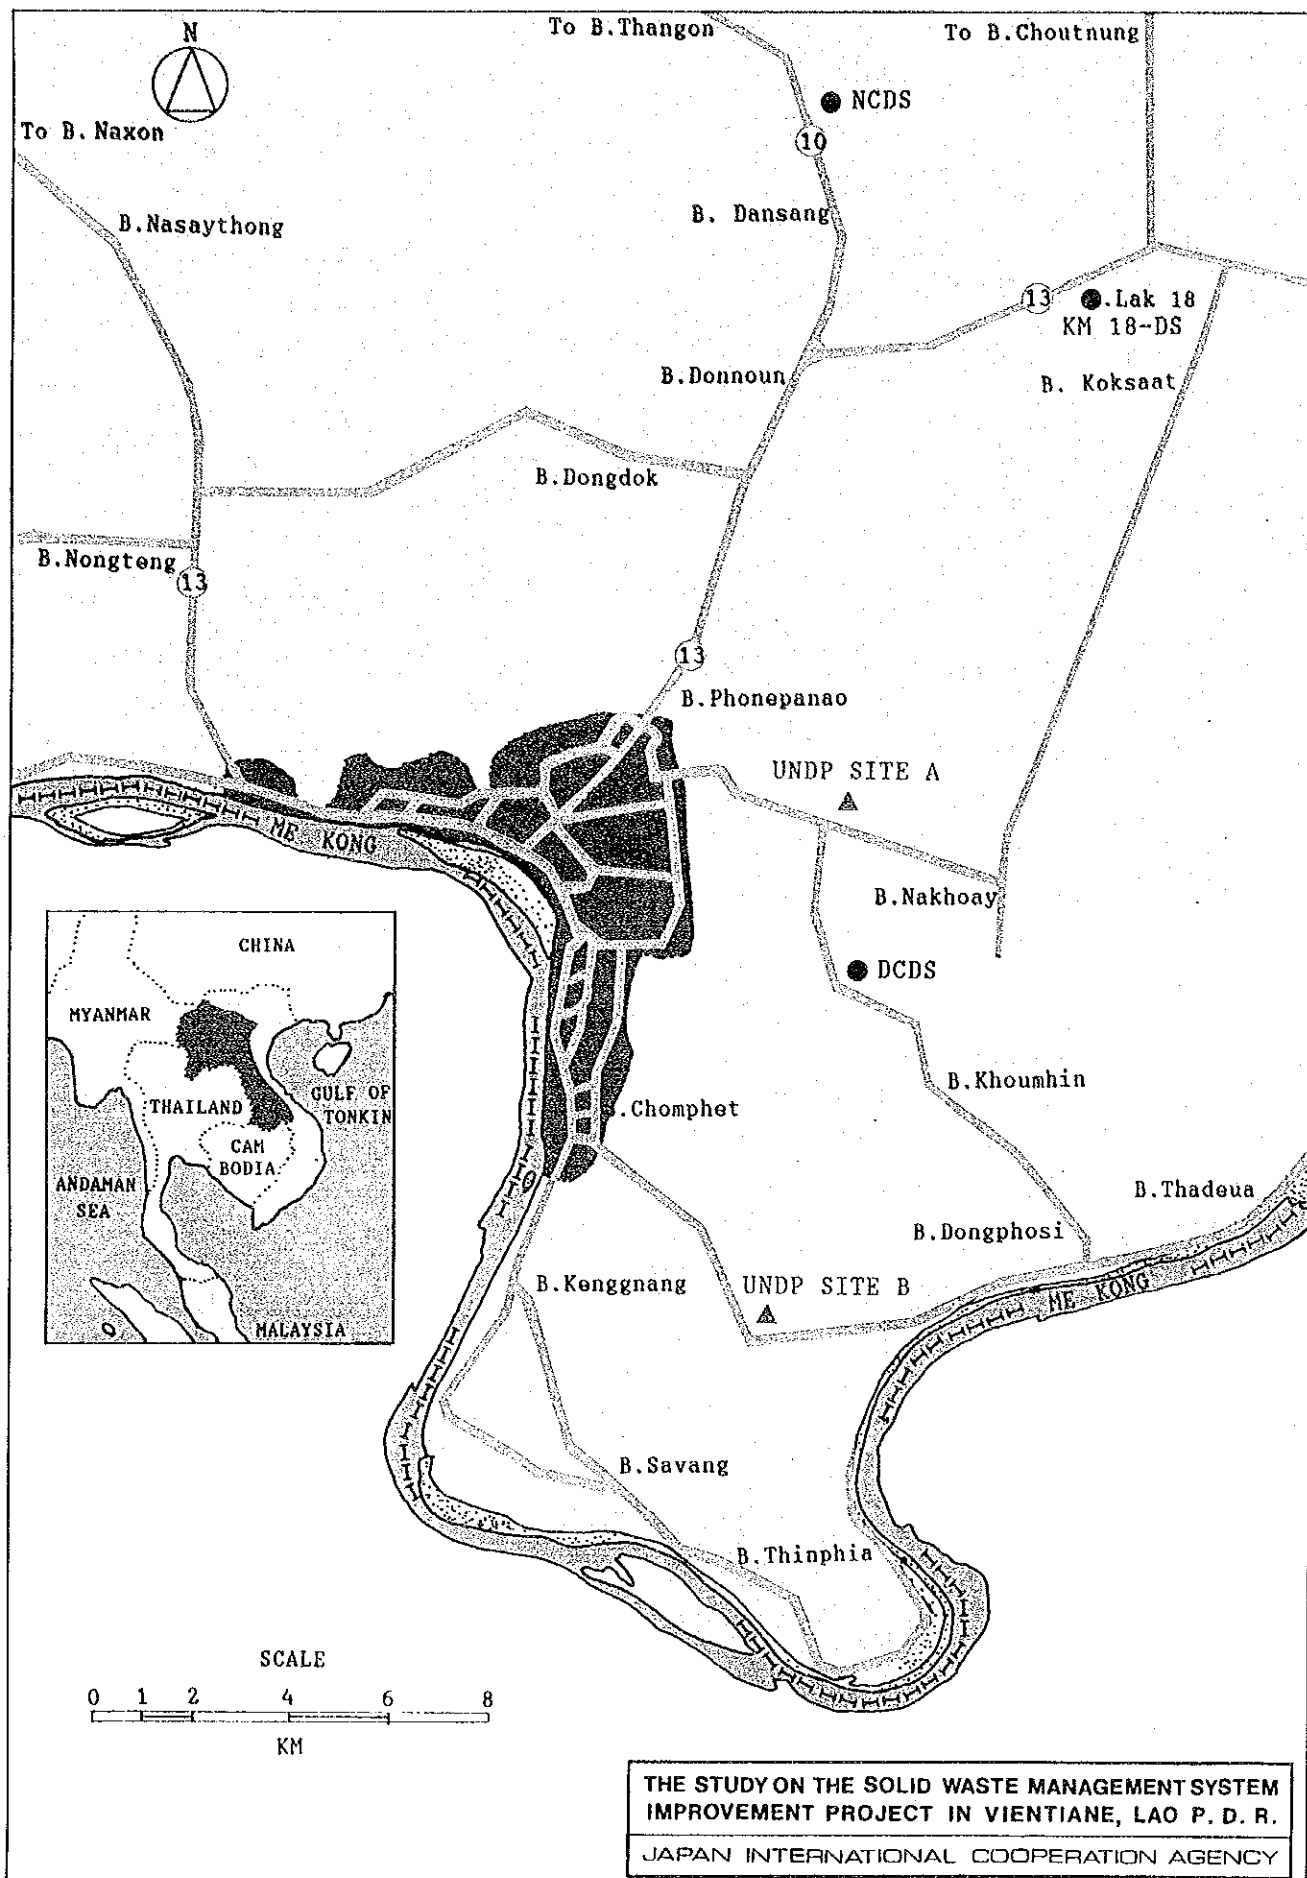 N
To B.Thangon
To B.Choutnung
NCDS
10
To B. Naxon
B.Nasaythong
B. Dansang
13
.Lak 18
KM 18-DS
B.Donnoun
B. Koksaat
B.Dongdok
B.Nongteng
13
13
B.Phonepanao
UNDP SITE A
ME KONG
B.Nakhoay
DCDS
CHINA
MYANMAR
GULF OF
TONKIN
THAILAND
CAM
BODIA
ANDAMAN
SEA
MALAYSIA
B.Khoumhin
.Chomphet
B.Thadeua
B.Dongphosi
B.Kenggnang
UNDP SITE B
ME KONG
B.Savang
B.Thinphia
SCALE
0 1 2 4 6 8
KM
THE STUDY ON THE SOLID WASTE MANAGEMENT SYSTEM
IMPROVEMENT PROJECT IN VIENTIANE, LAO P. D. R.
JAPAN INTERNATIONAL COOPERATION AGENCY